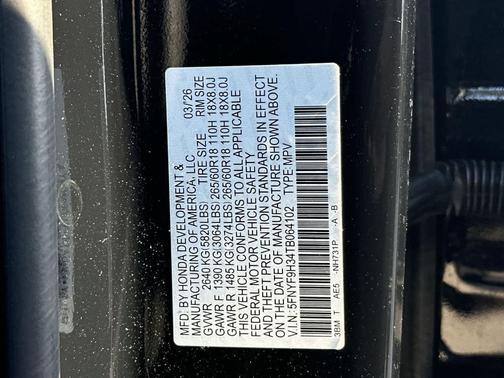 MFD. BY HONDA DEVELOPMENT & 03/26
MANUFACTURING OF AMERICA, LLC
GVWR 2640 KG(5820LBS) TIRE SIZE RIM SIZE
GAWR F 1390 KG(3064LBS) 265/60R18 110H 18X8.0J
GAWR R 1485 KG(3274LBS) 265/60R18 110H 18X8.0J
THIS VEHICLE CONFORMS TO ALL APPLICABLE
FEDERAL MOTOR VEHICLE SAFETY
AND THEFT PREVENTION STANDARDS IN EFFECT
ON THE DATE OF MANUFACTURE SHOWN ABOVE.
V.I.N: 5FNYF9H34TB064102 TYPE: MPV
3BM T AE5 -NH731P -A -B